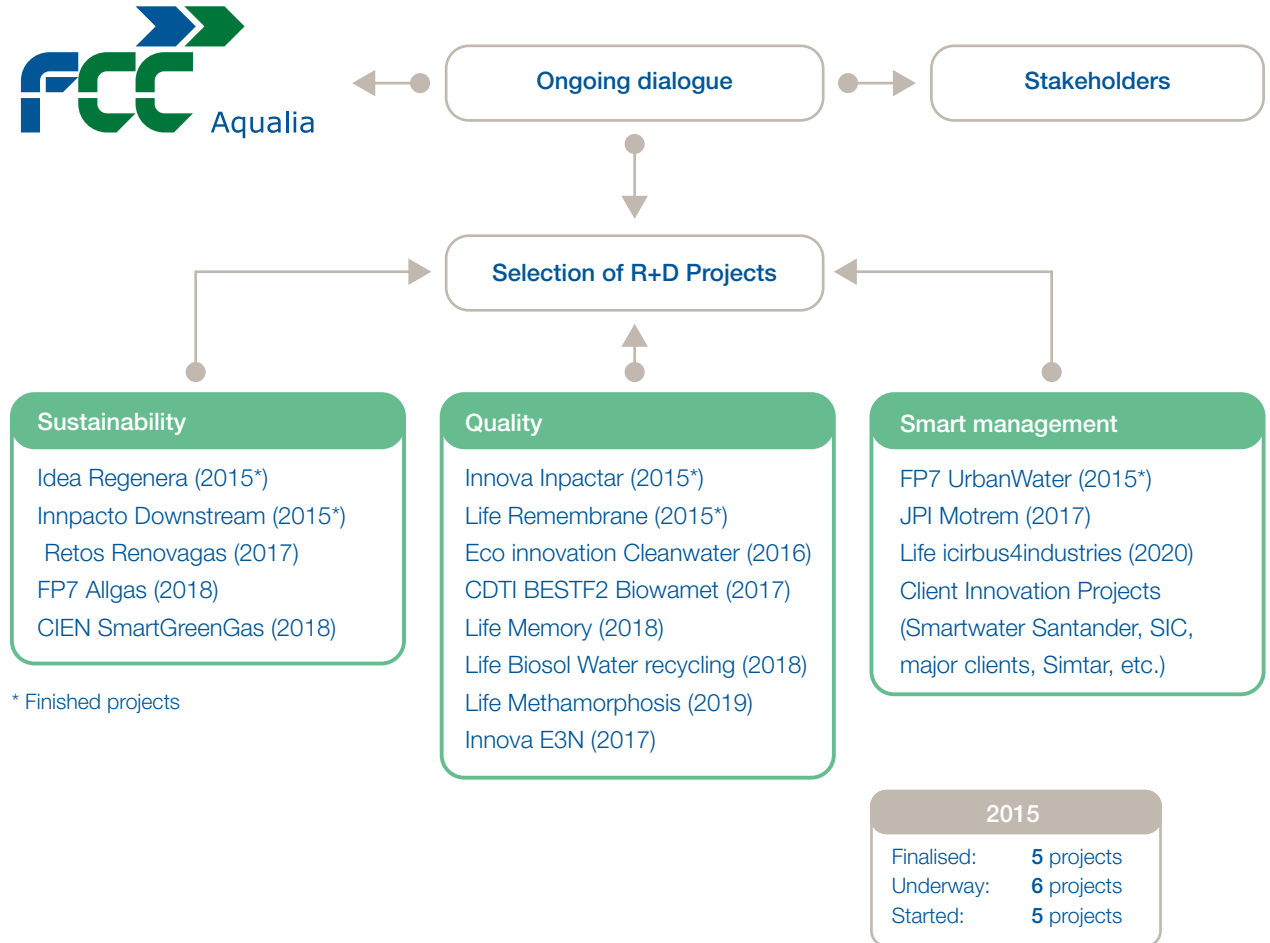 FCC Aqualia
Ongoing dialogue
Stakeholders
Selection of R+D Projects
Sustainability
Idea Regenera (2015*)
Innpacto Downstream (2015*)
Retos Renovagas (2017)
FP7 Allgas (2018)
CIEN SmartGreenGas (2018)
* Finished projects
Quality
Innova Inpactar (2015*)
Life Remembrane (2015*)
Eco innovation Cleanwater (2016)
CDTI BESTF2 Biowamet (2017)
Life Memory (2018)
Life Biosol Water recycling (2018)
Life Methamorphosis (2019)
Innova E3N (2017)
Smart management
FP7 UrbanWater (2015*)
JPI Motrem (2017)
Life icirbus4industries (2020)
Client Innovation Projects
(Smartwater Santander, SIC,
major clients, Simtar, etc.)
2015
Finalised: 5 projects
Underway: 6 projects
Started: 5 projects